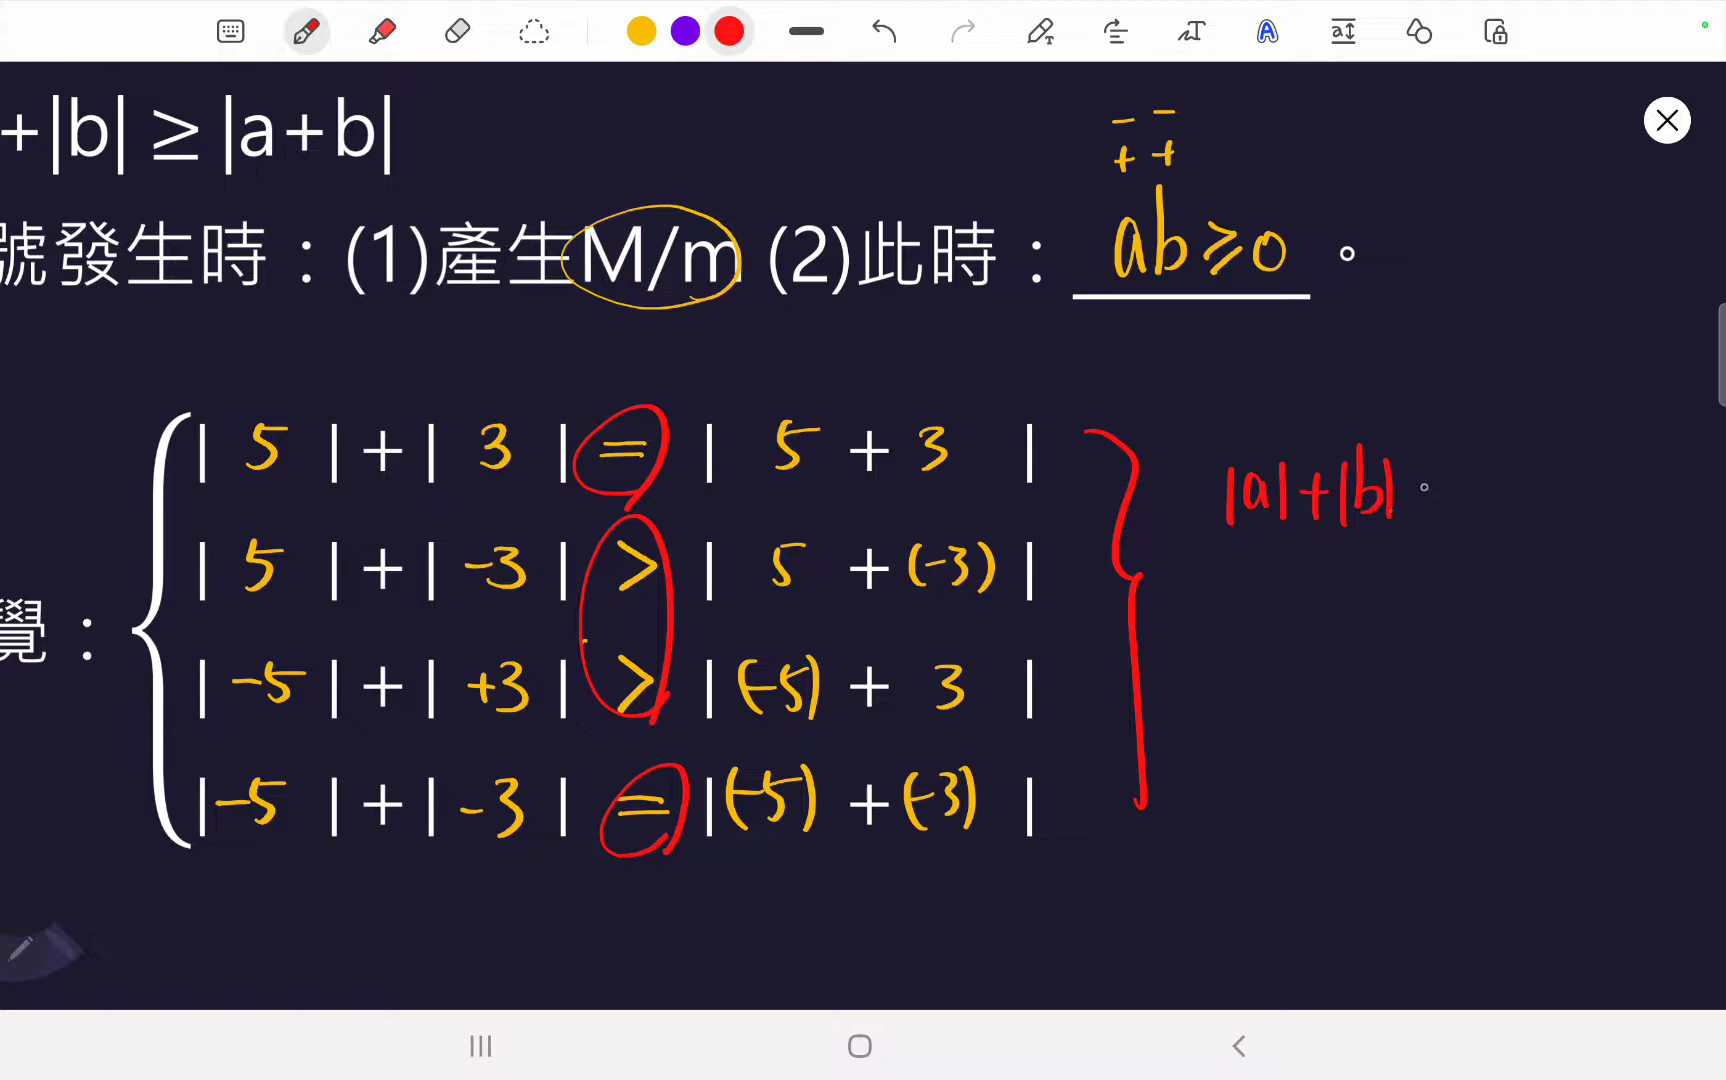 +|b| ≥ |a+b|
- -
+ +
號發生時：(1)產生M/m (2)此時： ab≥0 。
| 5 | + | 3 | = | 5 + 3 |
| 5 | + | -3 | > | 5 + (-3) |
覺：
| -5 | + | +3 | > | (-5) + 3 |
| -5 | + | -3 | = | (-5) + (-3) |
|a|+|b|